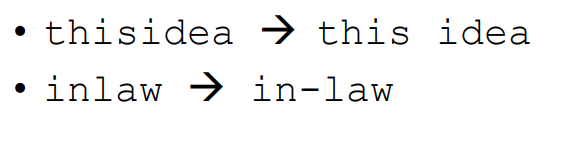 • thisidea → this idea
• inlaw → in-law